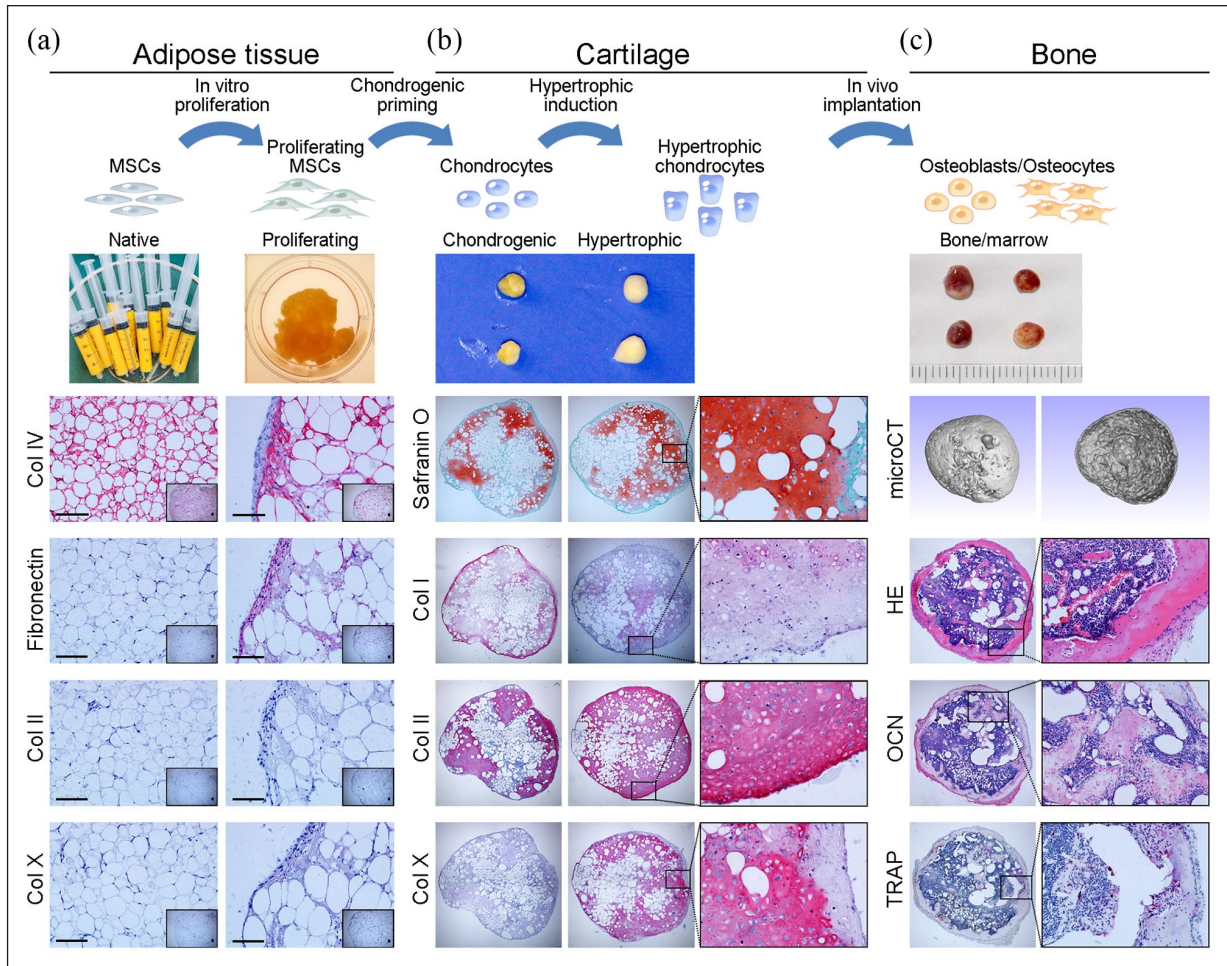 (a)
Adipose tissue
(b)
Cartilage
(c)
Bone
In vitro
proliferation
Chondrogenic
priming
Hypertrophic
induction
In vivo
implantation
MSCs
Proliferating
MSCs
Chondrocytes
Hypertrophic
chondrocytes
Osteoblasts/Osteocytes
Native
Proliferating
Chondrogenic
Hypertrophic
Bone/marrow
Col IV
Safranin O
microCT
Fibronectin
Col I
HE
Col II
Col II
OCN
Col X
Col X
TRAP